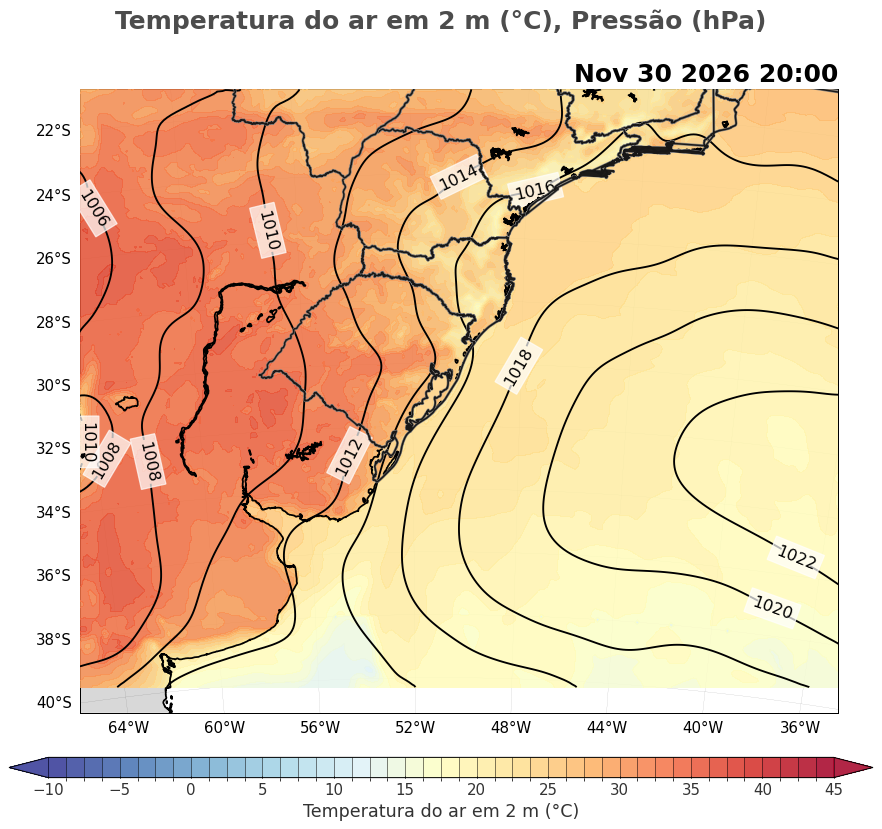 Temperatura do ar em 2 m (°C), Pressão (hPa)
Nov 30 2026 20:00
22°S
24°S
26°S
28°S
30°S
32°S
34°S
36°S
38°S
40°S
1006
1010
1014
1016
1018
1010
1008
1008
1012
1022
1020
64°W 60°W 56°W 52°W 48°W 44°W 40°W 36°W
−10 −5 0 5 10 15 20 25 30 35 40 45
Temperatura do ar em 2 m (°C)